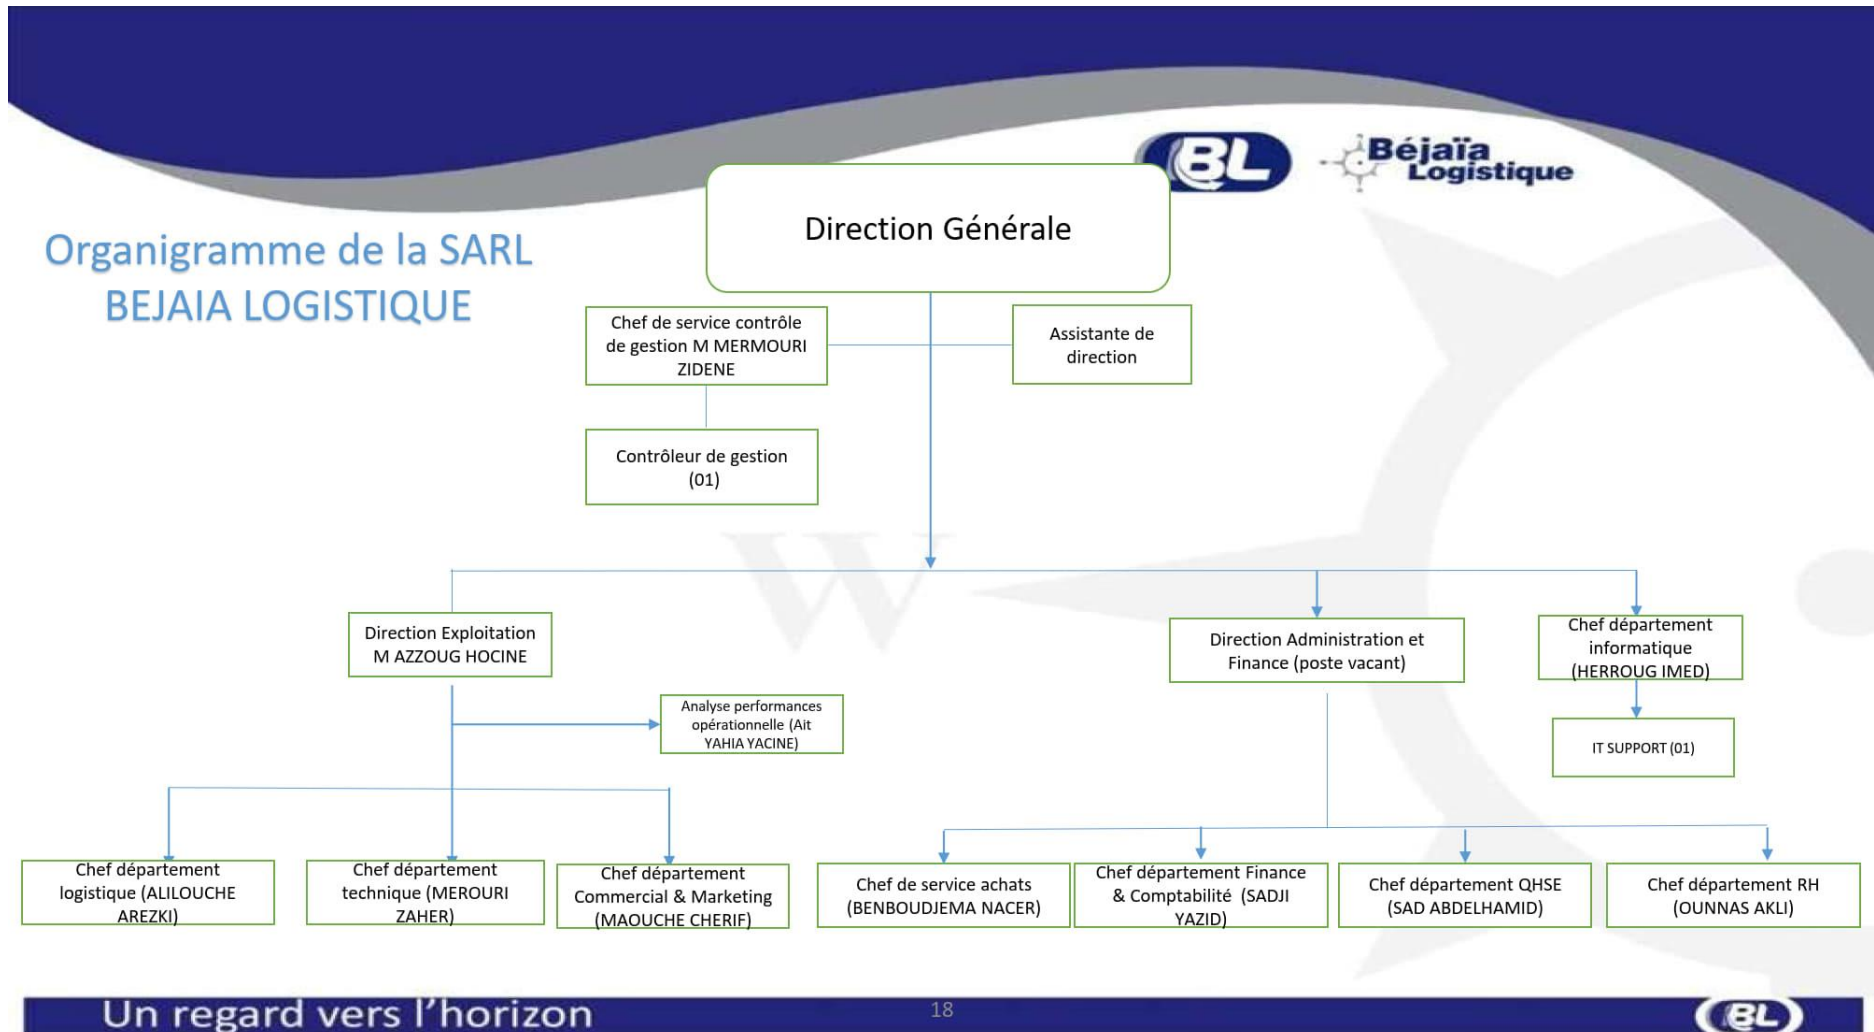 BL
Béjaïa
Logistique
Direction Générale
Organigramme de la SARL
BEJAIA LOGISTIQUE
Chef de service contrôle
de gestion M MERMOURI
ZIDENE
Assistante de
direction
Contrôleur de gestion
(01)
W
Direction Exploitation
M AZZOUG HOCINE
Direction Administration et
Finance (poste vacant)
Chef département
informatique
(HERROUG IMED)
Analyse performances
opérationnelle (Ait
YAHIA YACINE)
IT SUPPORT (01)
Chef département
logistique (ALILOUCHE
AREZKI)
Chef département
technique (MEROURI
ZAHER)
Chef département
Commercial & Marketing
(MAOUCHE CHERIF)
Chef de service achats
(BENBOUDJEMA NACER)
Chef département Finance
& Comptabilité (SADJI
YAZID)
Chef département QHSE
(SAD ABDELHAMID)
Chef département RH
(OUNNAS AKLI)
Un regard vers l'horizon
18
BL